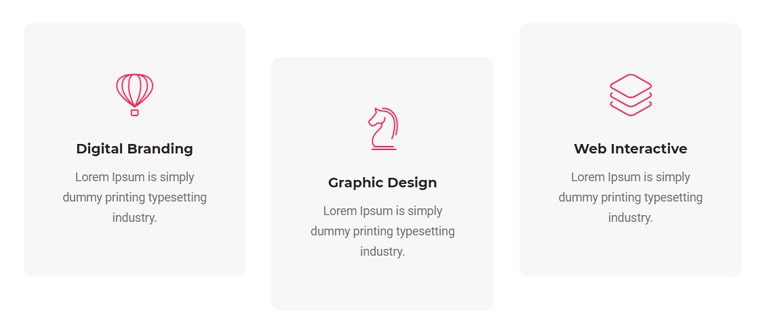 Digital Branding
Lorem Ipsum is simply
dummy printing typesetting
industry.
Graphic Design
Lorem Ipsum is simply
dummy printing typesetting
industry.
Web Interactive
Lorem Ipsum is simply
dummy printing typesetting
industry.